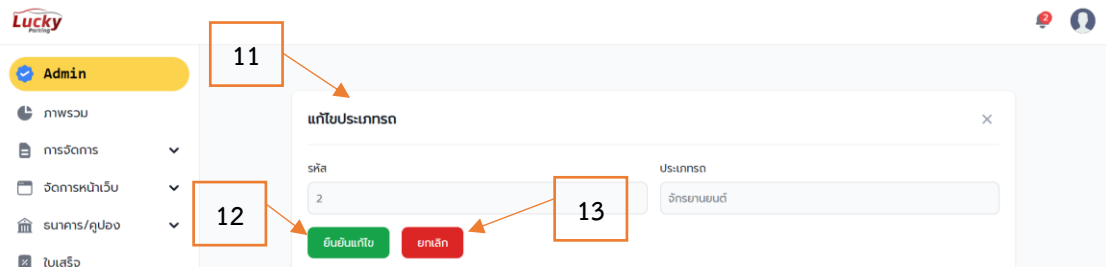 Lucky
Parking
2
11
Admin
ภาพรวม
แก้ไขประเภทรถ
การจัดการ
รหัส
ประเภทรถ
จัดการหน้าเว็บ
2
จักรยานยนต์
12
13
ธนาคาร/คูปอง
ยืนยันแก้ไข
ยกเลิก
ใบเสร็จ